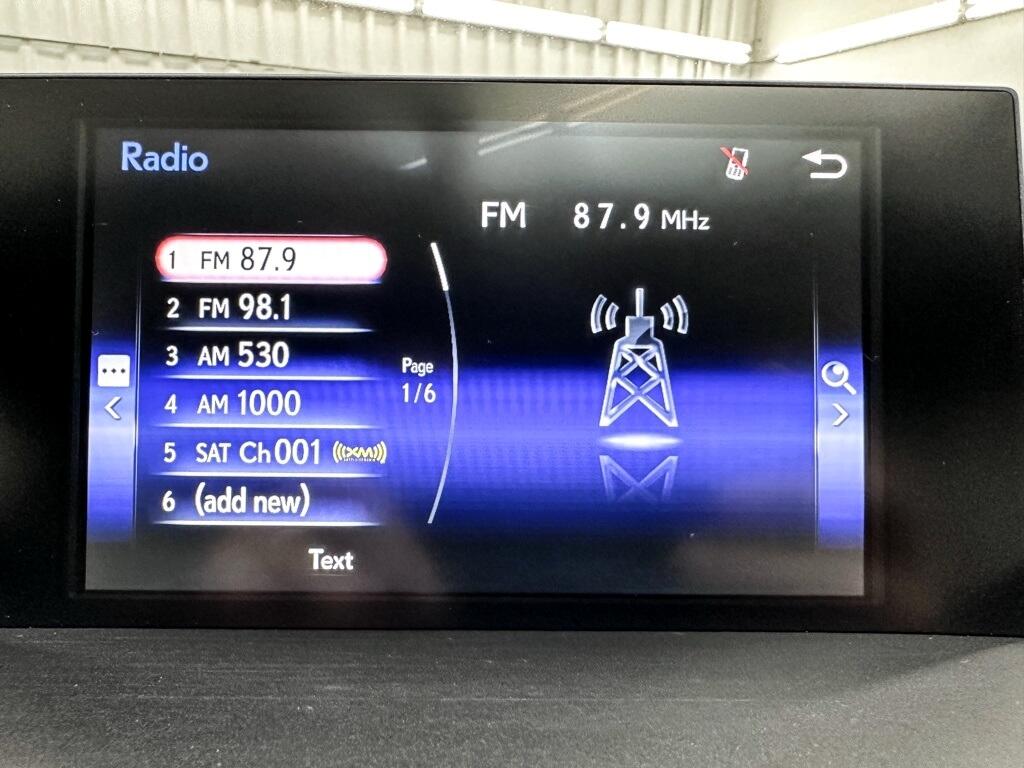 Radio
FM 87.9 MHz
1 FM 87.9
2 FM 98.1
3 AM 530
4 AM 1000
5 SAT Ch001 ((XM))
6 (add new)
Page
1/6
Text